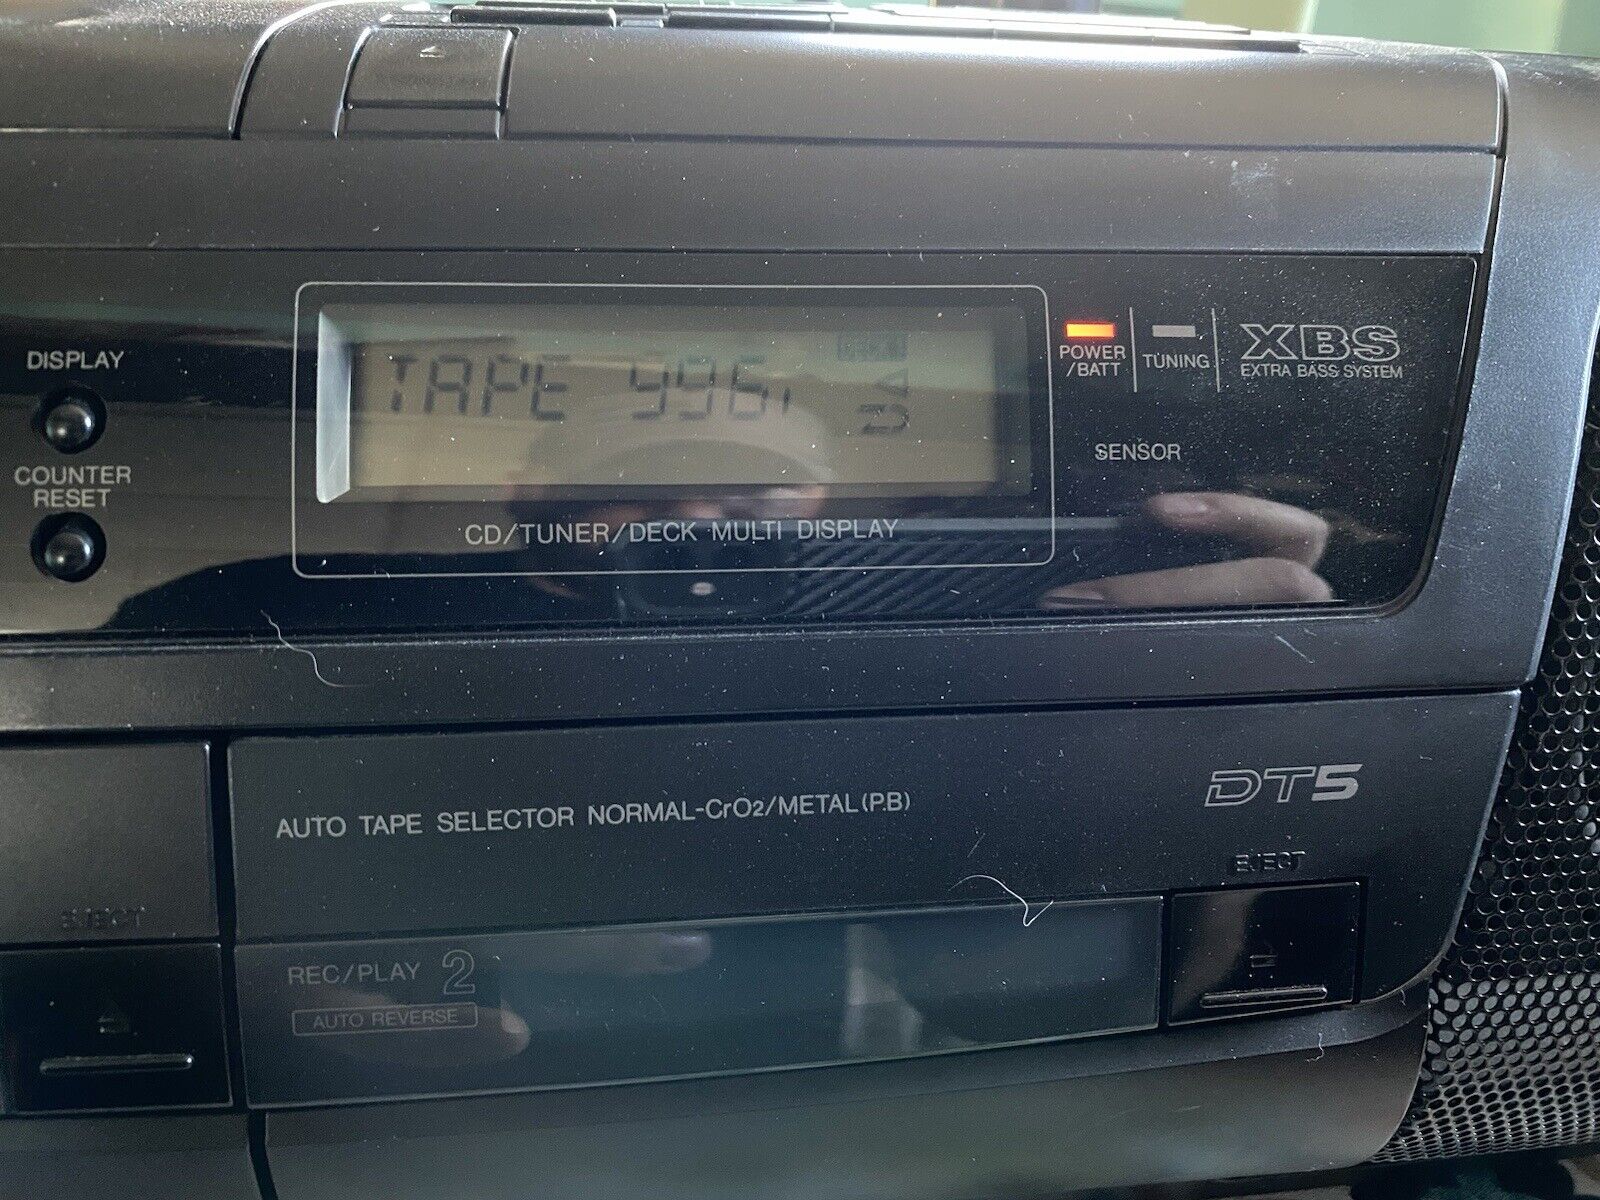 DISPLAY
COUNTER
RESET
TAPE 996
CD/TUNER/DECK MULTI DISPLAY
POWER
/BATT
TUNING
XBS
EXTRA BASS SYSTEM
SENSOR
AUTO TAPE SELECTOR NORMAL-CrO2/METAL(P.B)
DT5
EJECT
EJECT
REC/PLAY 2
AUTO REVERSE